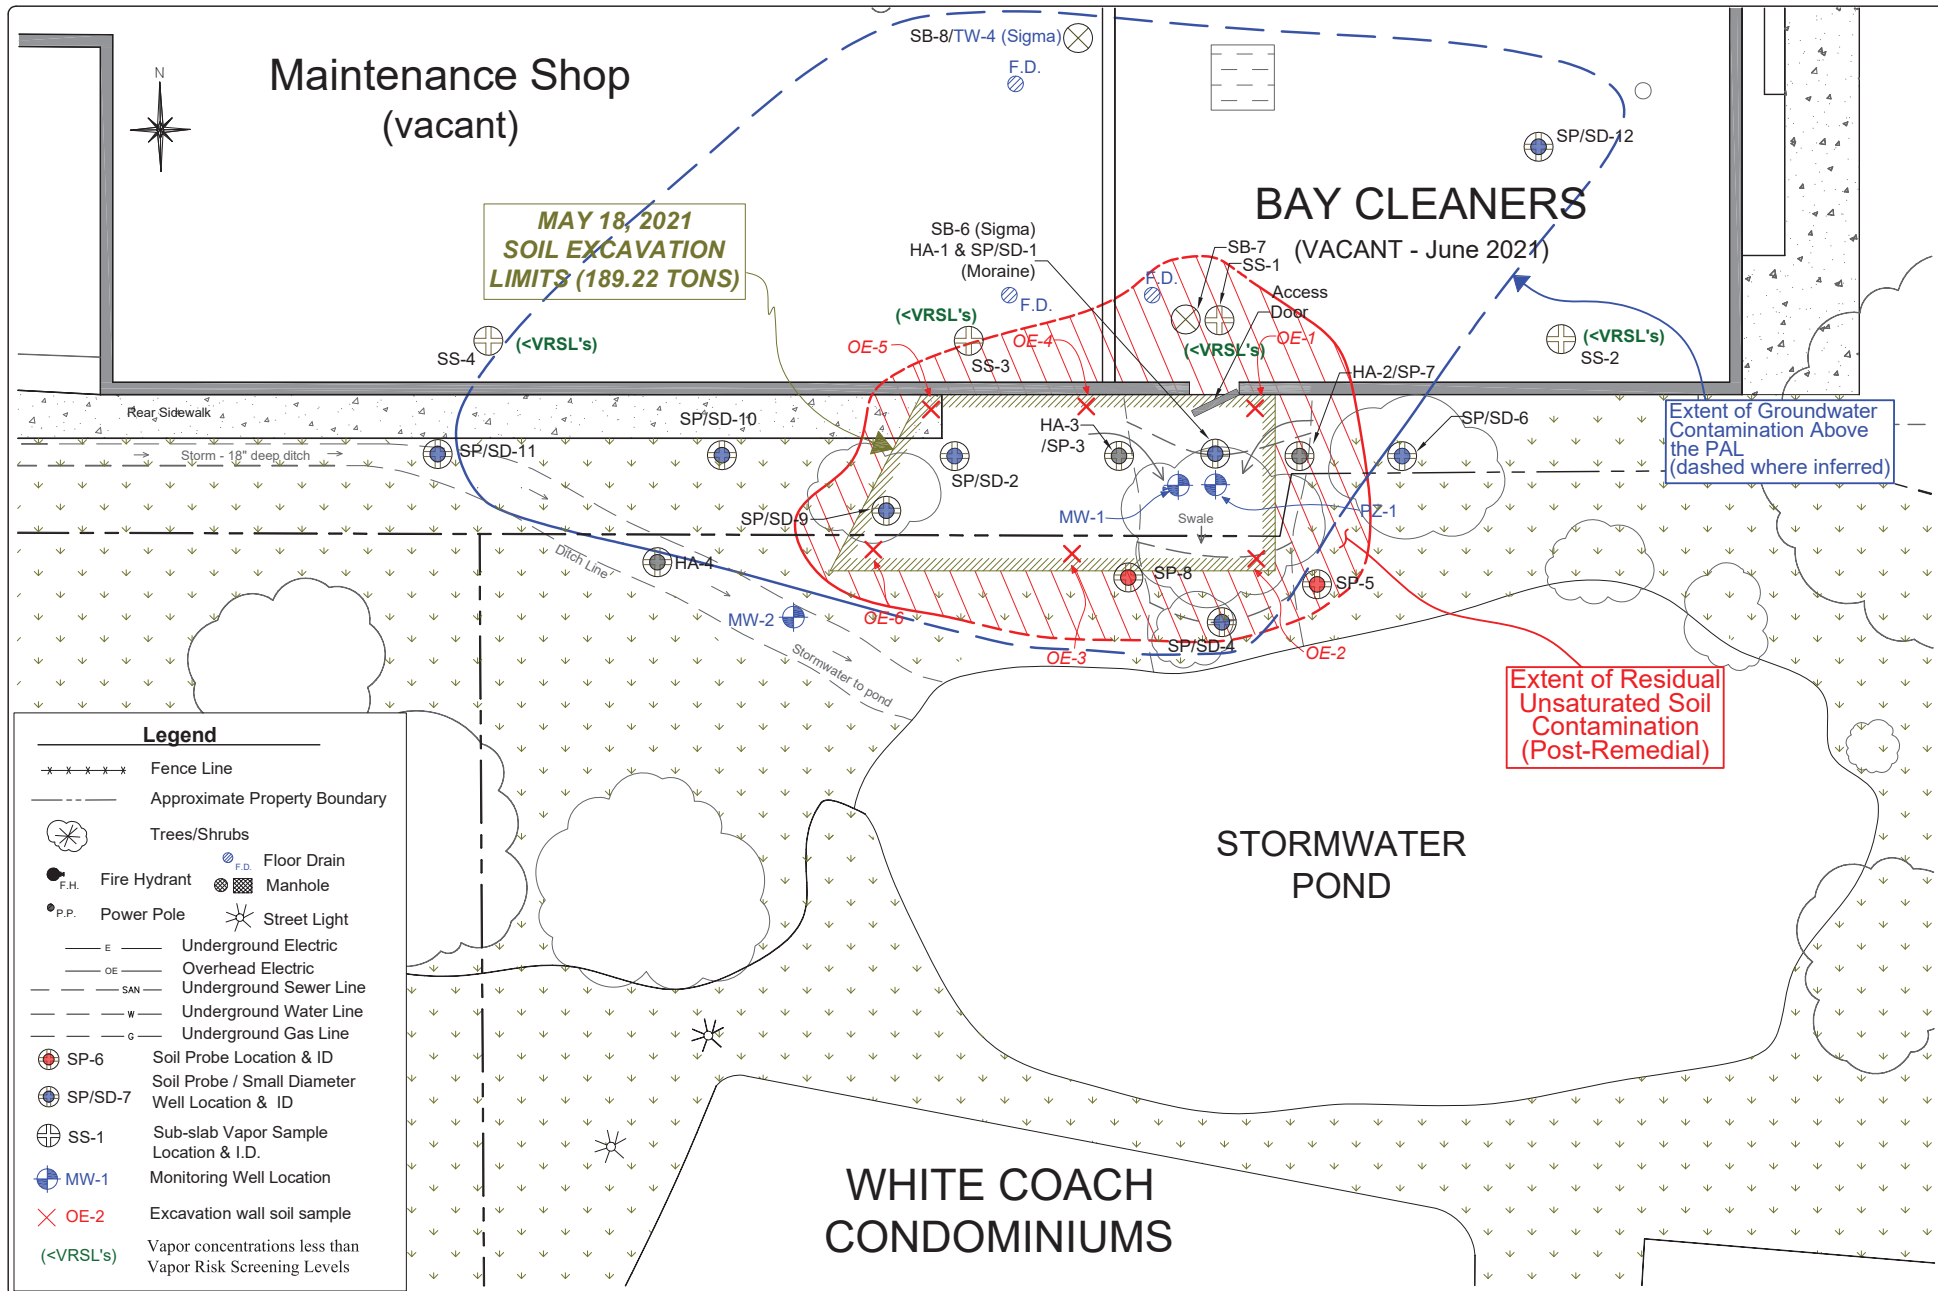 SB-8/TW-4 (Sigma)
F.D.
N
Maintenance Shop
(vacant)
SP/SD-12
BAY CLEANERS
(VACANT - June 2021)
MAY 18, 2021
SOIL EXCAVATION
LIMITS (189.22 TONS)
SB-6 (Sigma)
HA-1 & SP/SD-1
(Moraine)
SB-7
SS-1
F.D.
Access
Door
F.D.
(<VRSL's)
SS-4
(<VRSL's)
OE-5
SS-3
OE-4
(<VRSL's)
OE-1
(<VRSL's)
SS-2
HA-2/SP-7
Rear Sidewalk
SP/SD-10
HA-3
/SP-3
SP/SD-6
Extent of Groundwater
Contamination Above
the PAL
(dashed where inferred)
Storm - 18" deep ditch
SP/SD-11
SP/SD-2
SP/SD-9
MW-1
PZ-1
Swale
Ditch Line
HA-4
SP-8
SP-5
MW-2
OE-6
OE-3
SP/SD-4
OE-2
Stormwater to pond
Extent of Residual
Unsaturated Soil
Contamination
(Post-Remedial)
STORMWATER
POND
WHITE COACH
CONDOMINIUMS
Legend
x x x x x Fence Line
Approximate Property Boundary
Trees/Shrubs
F.D. Floor Drain
F.H. Fire Hydrant
Manhole
P.P. Power Pole
Street Light
E Underground Electric
OE Overhead Electric
SAN Underground Sewer Line
W Underground Water Line
G Underground Gas Line
SP-6 Soil Probe Location & ID
SP/SD-7 Soil Probe / Small Diameter
Well Location & ID
SS-1 Sub-slab Vapor Sample
Location & I.D.
MW-1 Monitoring Well Location
OE-2 Excavation wall soil sample
(<VRSL's) Vapor concentrations less than
Vapor Risk Screening Levels